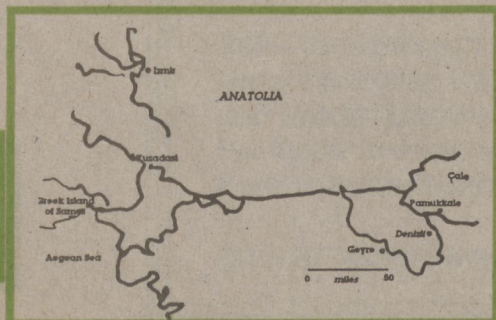 Izmir
ANATOLIA
Kusadasi
Çale
Greek Island
of Samos
Pamukkale
Denizli
Aegean Sea
Geyre
0 50
miles